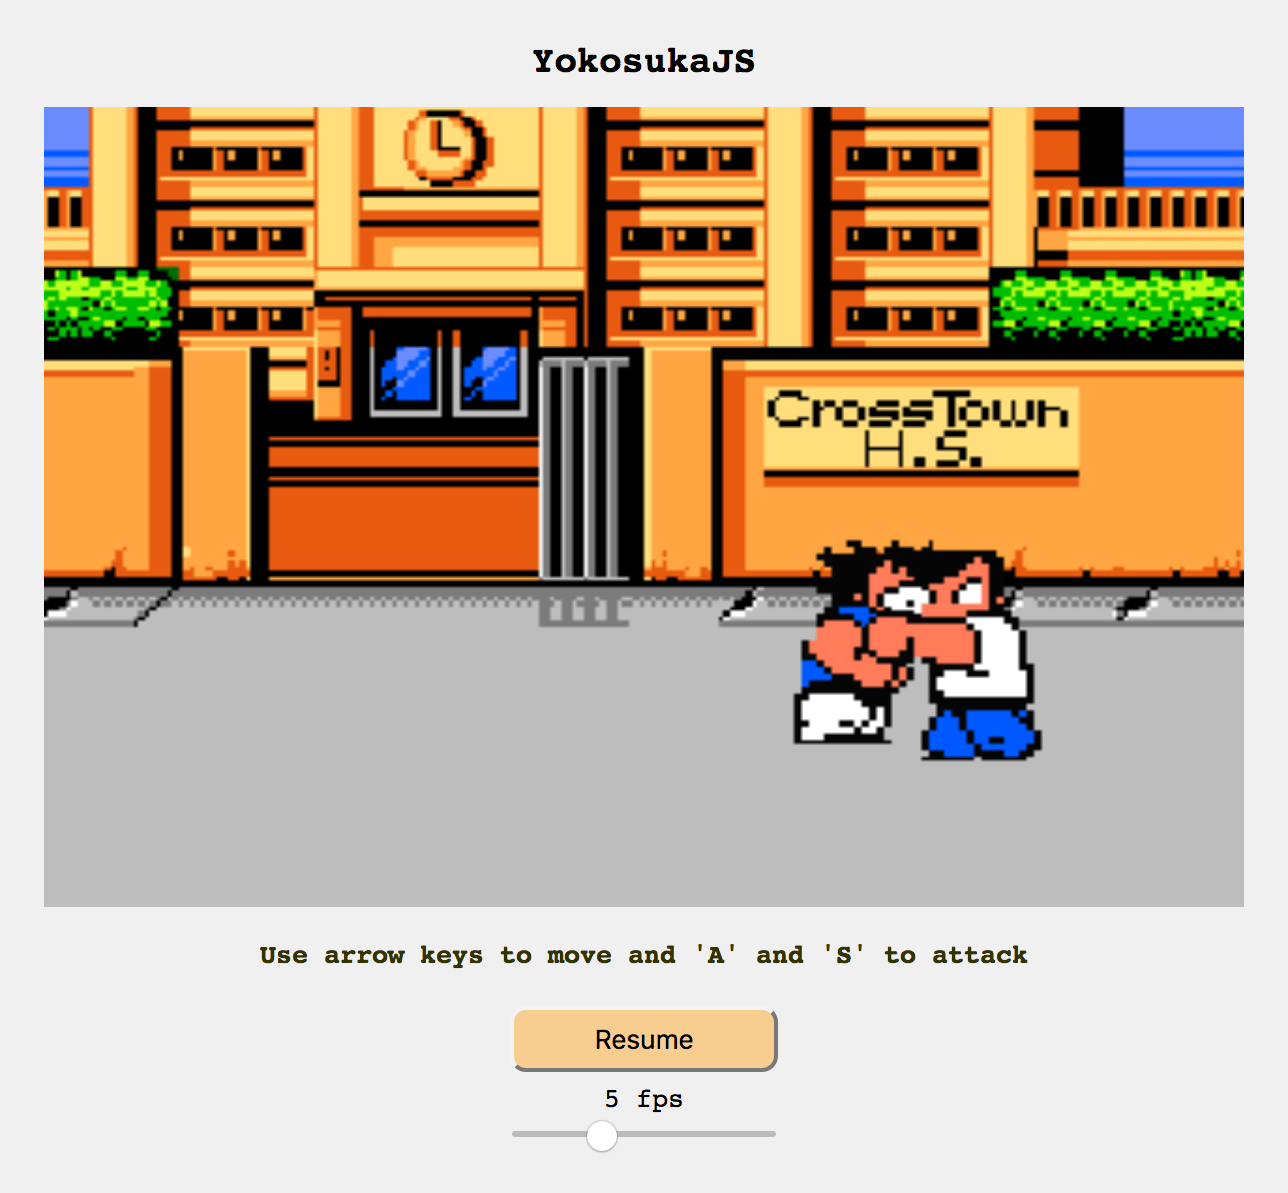 YokosukaJS
CrossTown
H.S.
Use arrow keys to move and 'A' and 'S' to attack
Resume
5 fps